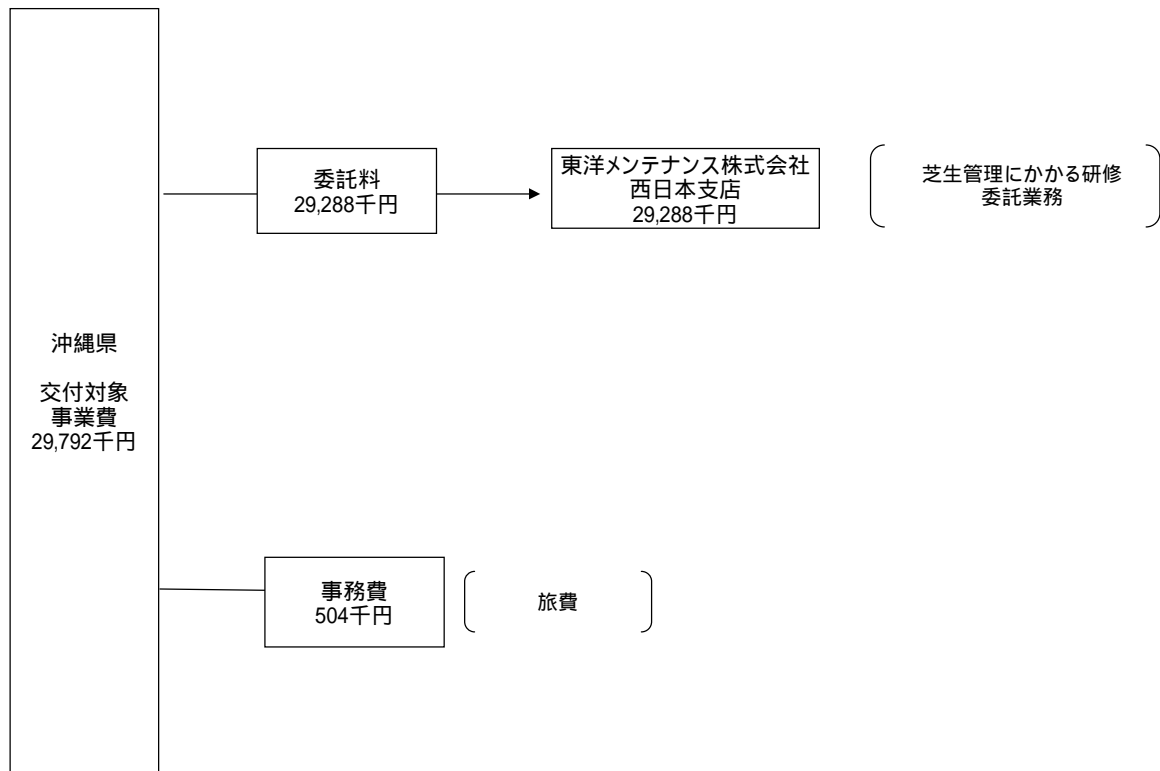 沖縄県
交付対象
事業費
29,792千円
委託料
29,288千円
東洋メンテナンス株式会社
西日本支店
29,288千円
芝生管理にかかる研修
委託業務
事務費
504千円
旅費